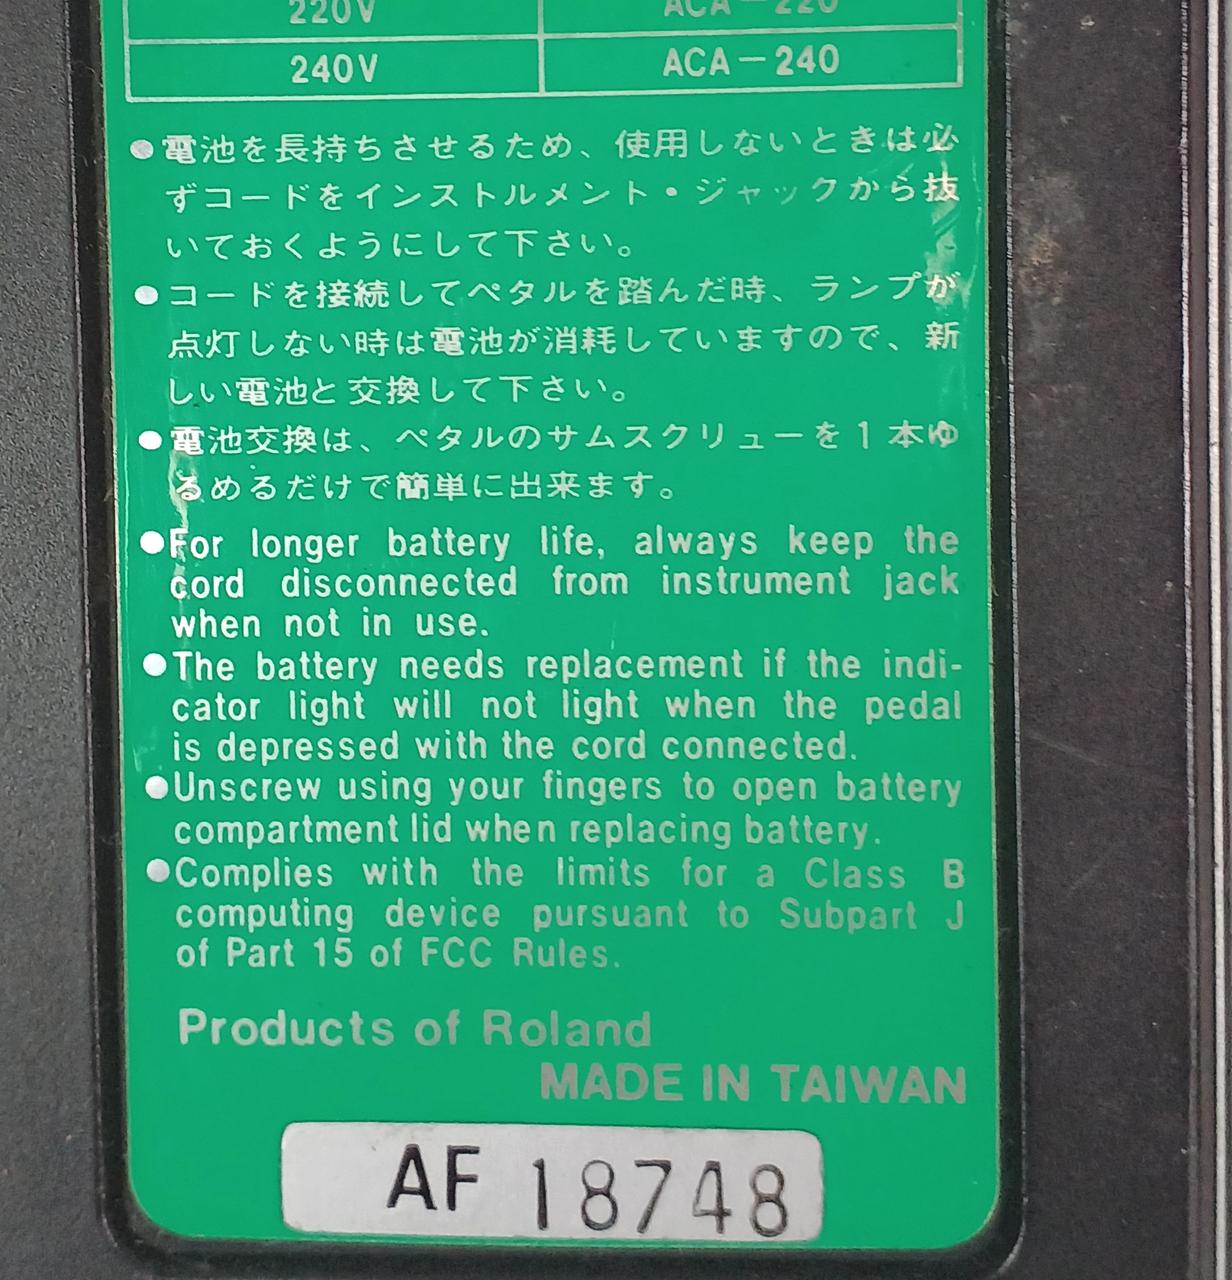 220V ACA-220
240V ACA-240
●電池を長持ちさせるため、使用しないときは必
ずコードをインストルメント・ジャックから抜
いておくようにして下さい。
●コードを接続してペタルを踏んだ時、ランプが
点灯しない時は電池が消耗していますので、新
しい電池と交換して下さい。
●電池交換は、ペタルのサムスクリューを1本ゆ
るめるだけで簡単に出来ます。
●For longer battery life, always keep the
cord disconnected from instrument jack
when not in use.
●The battery needs replacement if the indi-
cator light will not light when the pedal
is depressed with the cord connected.
●Unscrew using your fingers to open battery
compartment lid when replacing battery.
●Complies with the limits for a Class B
computing device pursuant to Subpart J
of Part 15 of FCC Rules.
Products of Roland
MADE IN TAIWAN
AF 18748